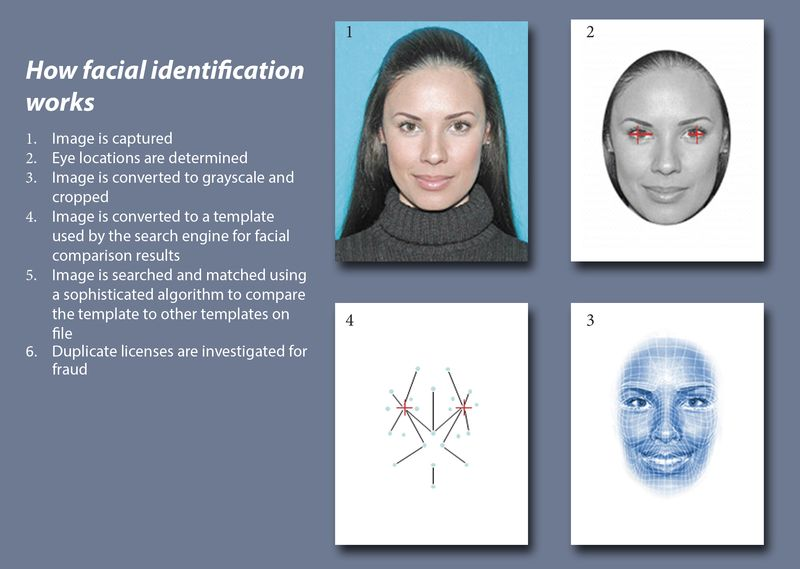 How facial identification
works
1. Image is captured
2. Eye locations are determined
3. Image is converted to grayscale and
cropped
4. Image is converted to a template
used by the search engine for facial
comparison results
5. Image is searched and matched using
a sophisticated algorithm to compare
the template to other templates on
file
6. Duplicate licenses are investigated for
fraud
1
2
4
3